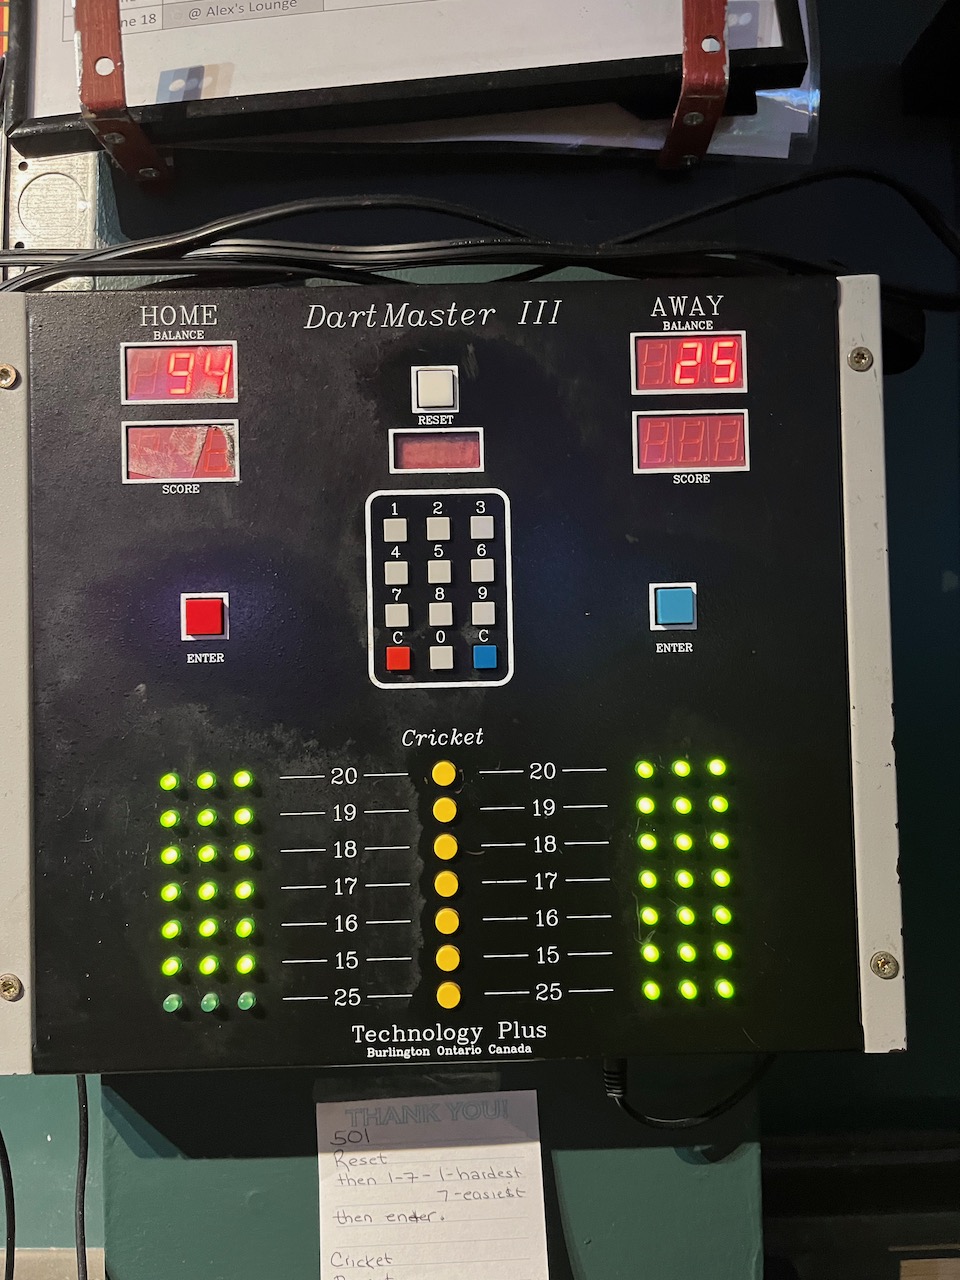 ne 18 @ Alex's Lounge
HOME DartMaster III AWAY
BALANCE BALANCE
94 25
RESET
SCORE SCORE
1 2 3
4 5 6
7 8 9
C 0 C
ENTER ENTER
Cricket
20 20
19 19
18 18
17 17
16 16
15 15
25 25
Technology Plus
Burlington Ontario Canada
THANK YOU!
501
Reset
then 1-7-1-hardest
7-easiest
then enter.
Cricket